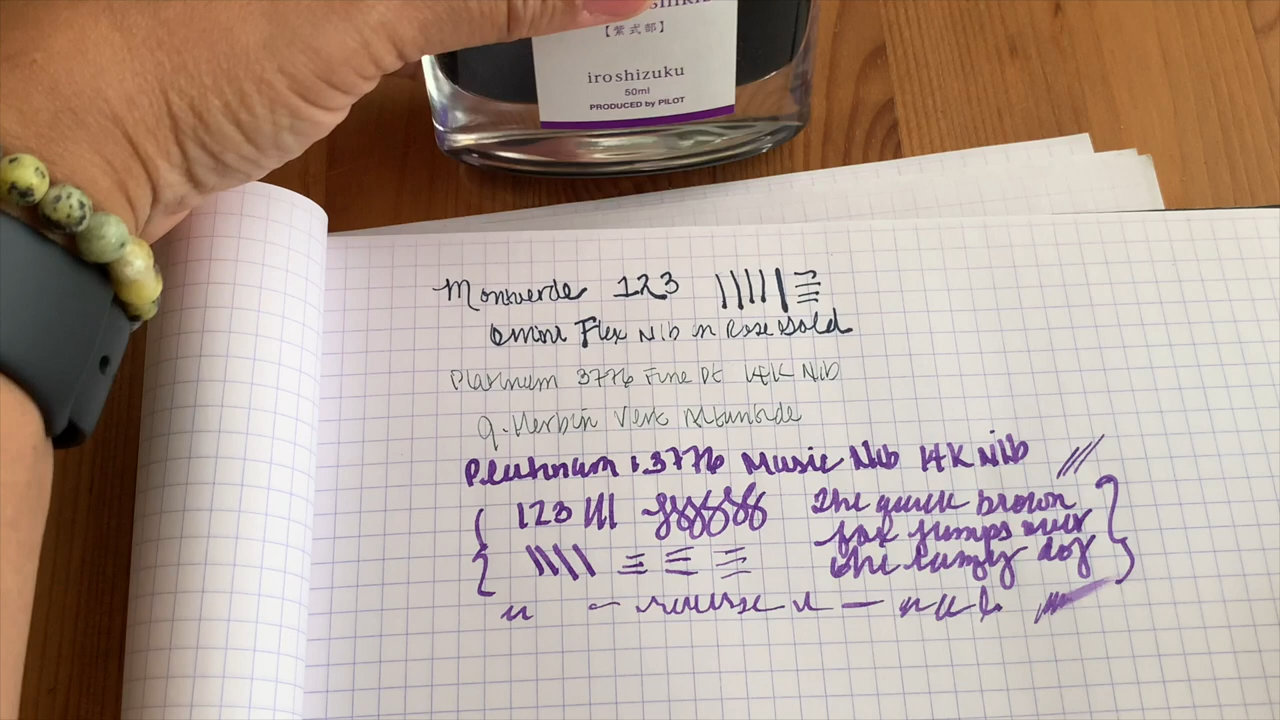 【紫式部】
iroshizuku
50ml
PRODUCED by PILOT
Monteverde 123
Omni Flex Nib in Rose Gold
Platinum 3776 Fine Pt 14K Nib
Herbin Vert
Platinum 3776 Music Nib 14K Nib
123
The quick brown
fox jumps over
the lazy dog
reverse